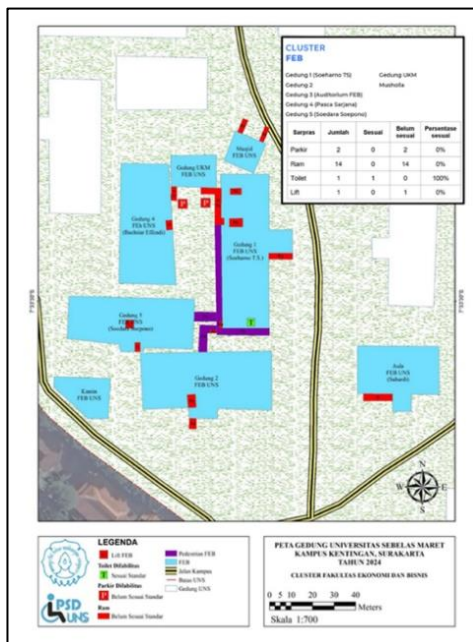 CLUSTER
FEB
Gedung 1 (Soeharno TS) Gedung UKM
Gedung 2 Musholla
Gedung 3 (Auditorium FEB)
Gedung 4 (Pasca Sarjana)
Gedung 5 (Soedara Soepono)
Sarpras Jumlah Sesuai Belum sesuai Persentase sesuai
Parkir 2 0 2 0%
Ram 14 0 14 0%
Toilet 1 1 0 100%
Lift 1 0 1 0%
Masjid
FEB UNS
Gedung UKM
FEB UNS
P P
Gedung 4
FEB UNS
Gedung 1
FEB UNS
(Soeharno T.S.)
T
Gedung 5
FEB UNS
(Soedara Soepono)
Gedung 2
FEB UNS
Kantin
FEB UNS
Aula
FEB UNS
N
W E
S
LEGENDA
Lift FEB
Toilet Difabilitas
T Sesuai Standar
Parkir Difabilitas
P Belum Sesuai Standar
Ram
Belum Sesuai Standar
Pedestrian FEB
FEB
Jalan Kampus
Batas UNS
Gedung UNS
PSD
UNS
PETA GEDUNG UNIVERSITAS SEBELAS MARET
KAMPUS KENTINGAN, SURAKARTA
TAHUN 2024
CLUSTER FAKULTAS EKONOMI DAN BISNIS
0 5 10 20 30 40
Meters
Skala 1:700